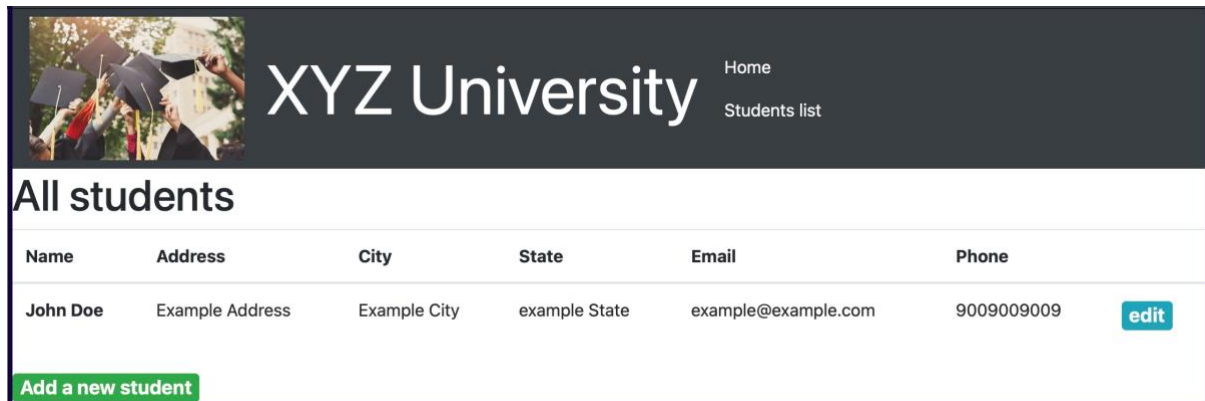 XYZ University
Home
Students list
All students
Name Address City State Email Phone
John Doe Example Address Example City example State example@example.com 9009009009 edit
Add a new student